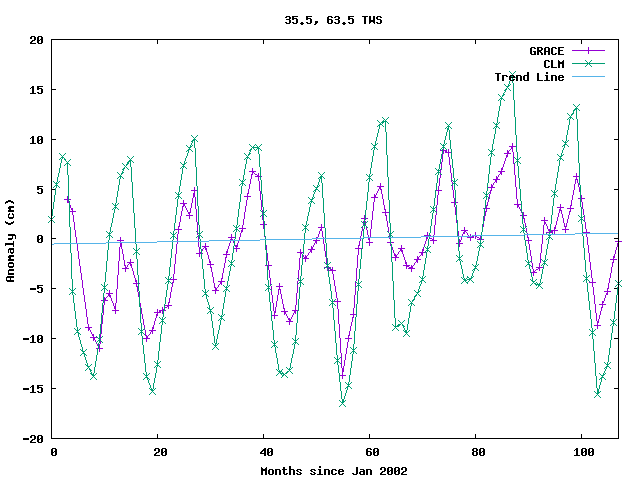 35.5, 63.5 TWS
GRACE
CLM
Trend Line
Anomaly (cm)
20
15
10
5
0
-5
-10
-15
-20
0 20 40 60 80 100
Months since Jan 2002